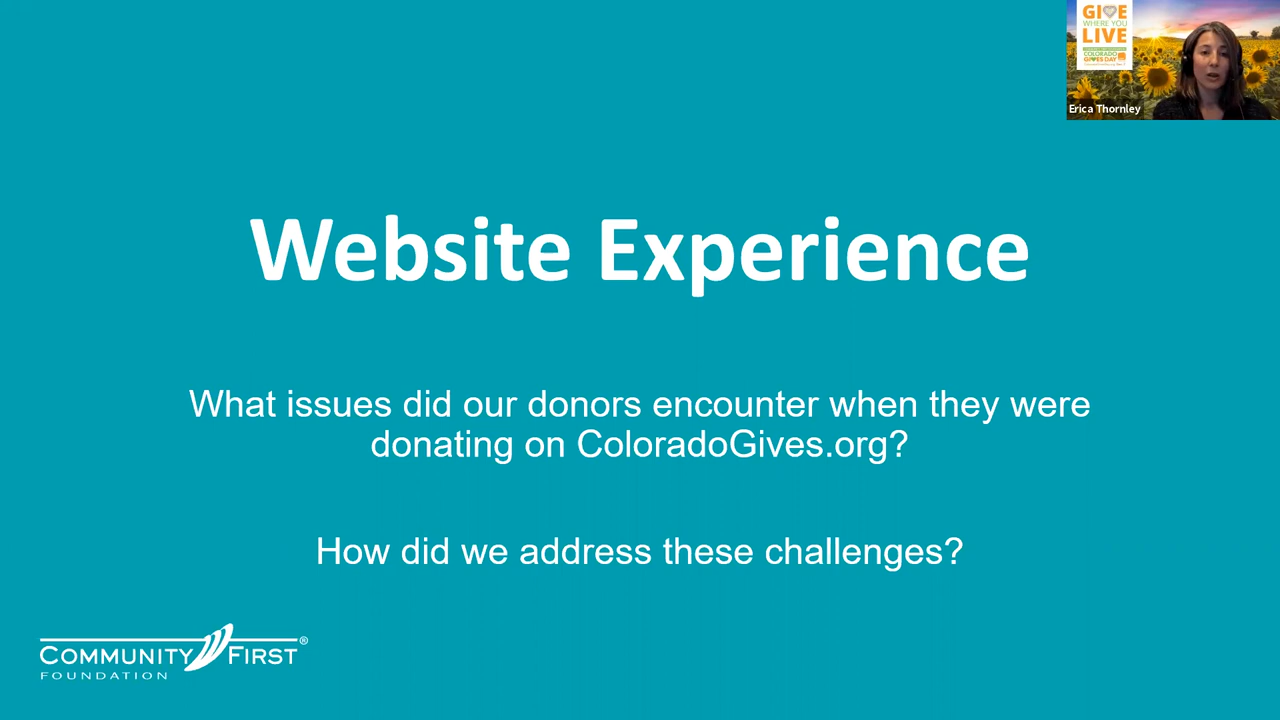 GIVE
WHERE YOU
LIVE
COLORADO
GIVES DAY
Erica Thornley
Website Experience
What issues did our donors encounter when they were
donating on ColoradoGives.org?
How did we address these challenges?
COMMUNITY FIRST®
FOUNDATION